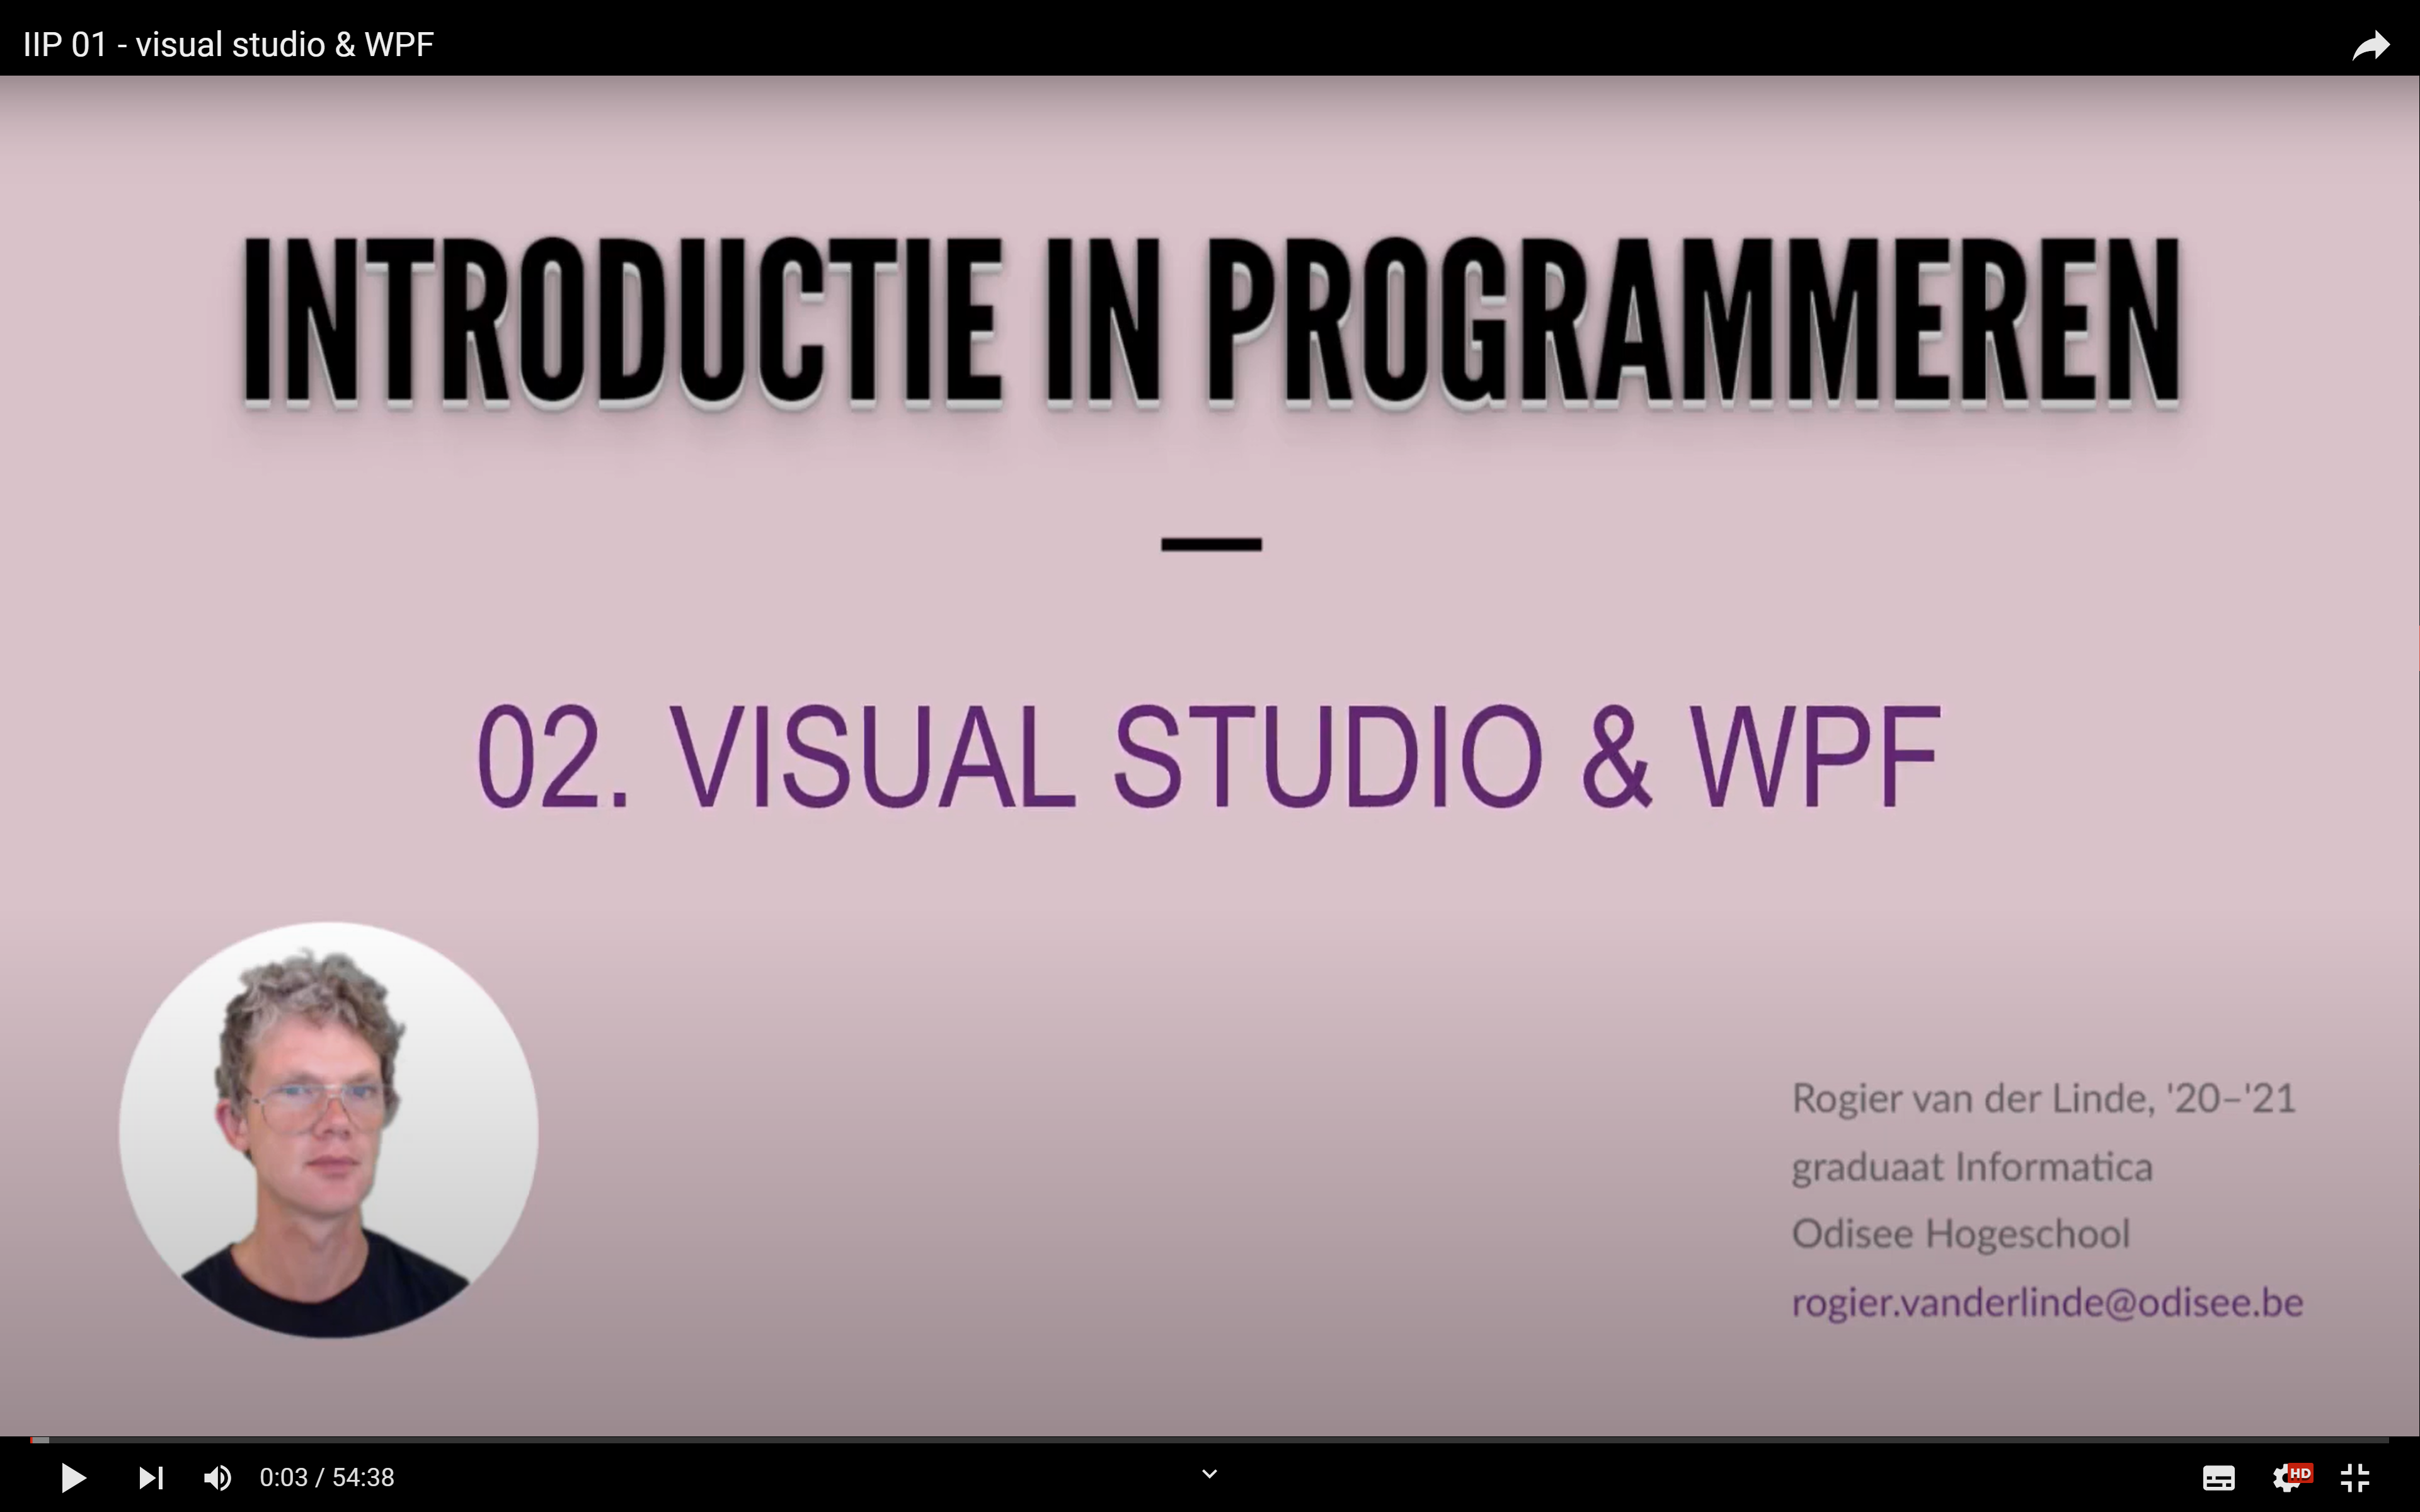 IIP 01 - visual studio & WPF
INTRODUCTIE IN PROGRAMMEREN
02. VISUAL STUDIO & WPF
Rogier van der Linde, '20–'21
graduaat Informatica
Odisee Hogeschool
rogier.vanderlinde@odisee.be
0:03 / 54:38
HD